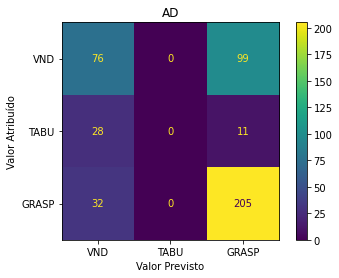 AD
VND 76 0 99
TABU 28 0 11
GRASP 32 0 205
VND TABU GRASP
Valor Previsto
Valor Atribuído
200
175
150
125
100
75
50
25
0